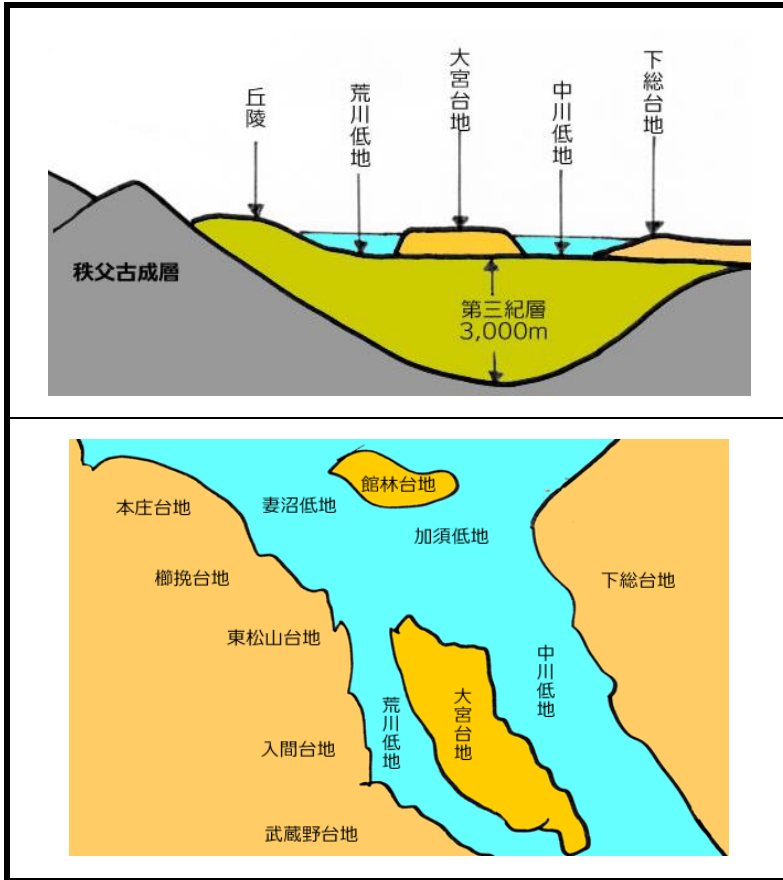 丘陵
荒川低地
大宮台地
中川低地
下総台地
秩父古成層
第三紀層
3,000m
館林台地
本庄台地
妻沼低地
加須低地
櫛挽台地
下総台地
東松山台地
中川低地
大宮台地
荒川低地
入間台地
武蔵野台地